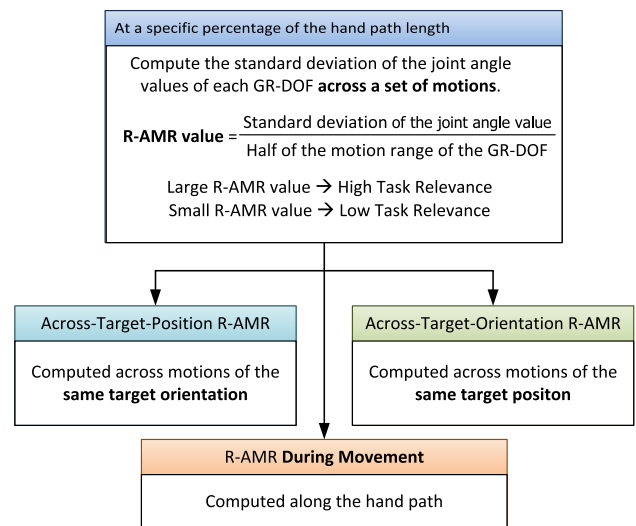 At a specific percentage of the hand path length
Compute the standard deviation of the joint angle
values of each GR-DOF across a set of motions.
R-AMR value = Standard deviation of the joint angle value
Half of the motion range of the GR-DOF
Large R-AMR value → High Task Relevance
Small R-AMR value → Low Task Relevance
Across-Target-Position R-AMR
Computed across motions of the
same target orientation
Across-Target-Orientation R-AMR
Computed across motions of the
same target positon
R-AMR During Movement
Computed along the hand path